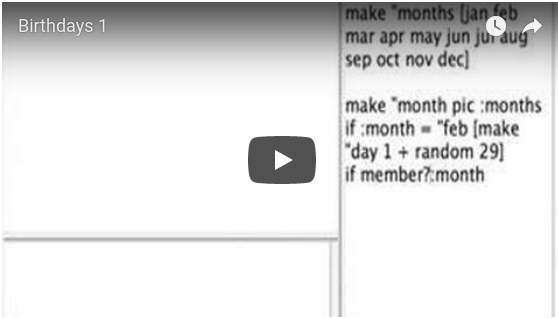 Birthdays 1
make "months [jan feb
mar apr may jun jul aug
sep oct nov dec]
make "month pic :months
if :month = "feb [make
"day 1 + random 29]
if member?:month